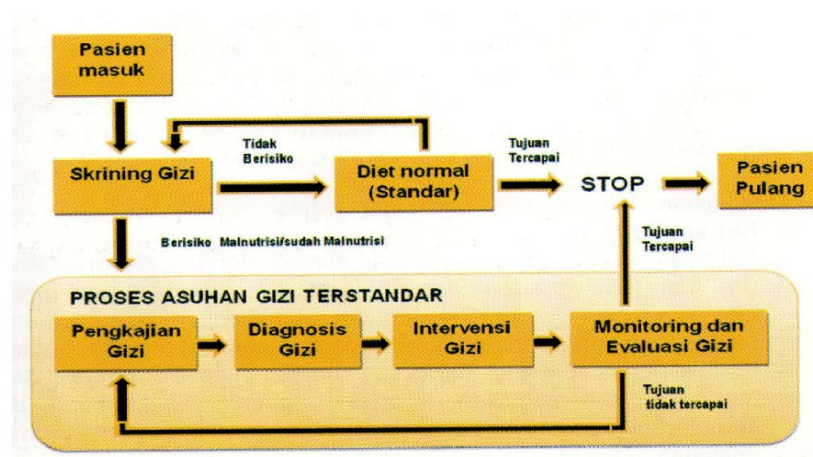 Pasien
masuk
Skrining Gizi
Tidak
Berisiko
Diet normal
(Standar)
Tujuan
Tercapai
STOP
Pasien
Pulang
Berisiko Malnutrisi/sudah Malnutrisi
Tujuan
Tercapai
PROSES ASUHAN GIZI TERSTANDAR
Pengkajian
Gizi
Diagnosis
Gizi
Intervensi
Gizi
Monitoring dan
Evaluasi Gizi
Tujuan
tidak tercapai